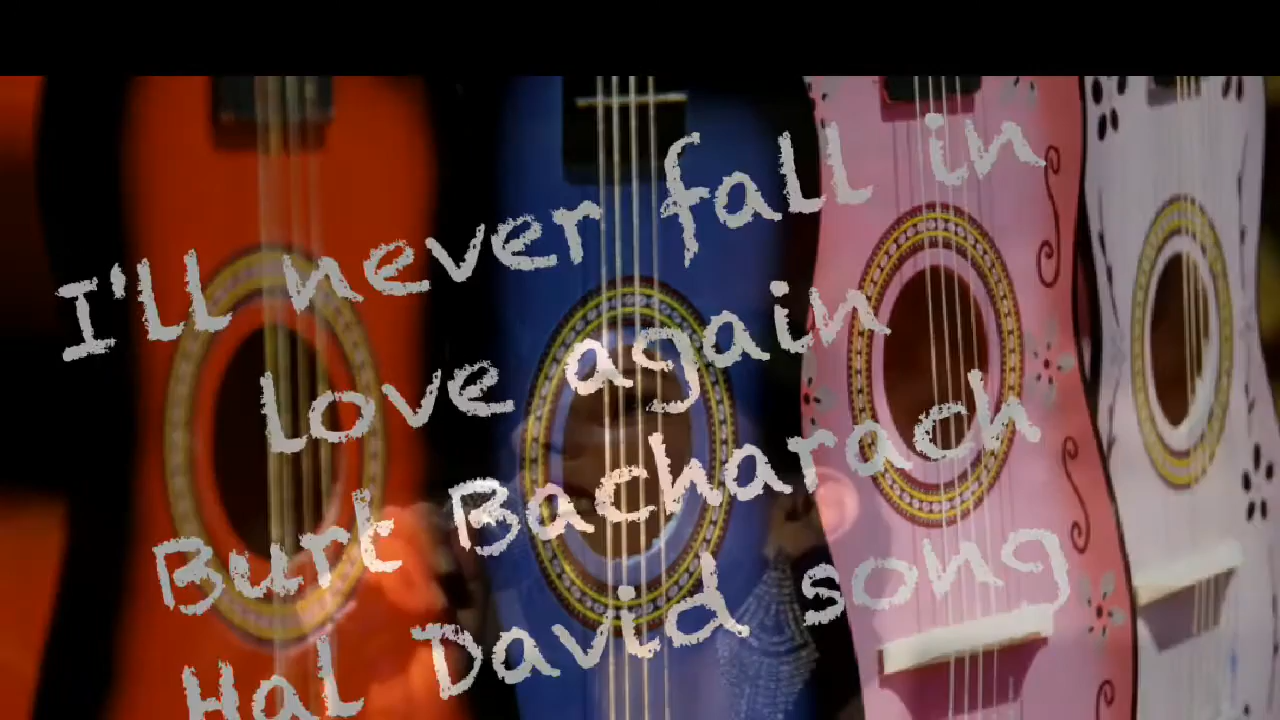 I'll never fall in
love again
Burt Bacharach
Hal David song